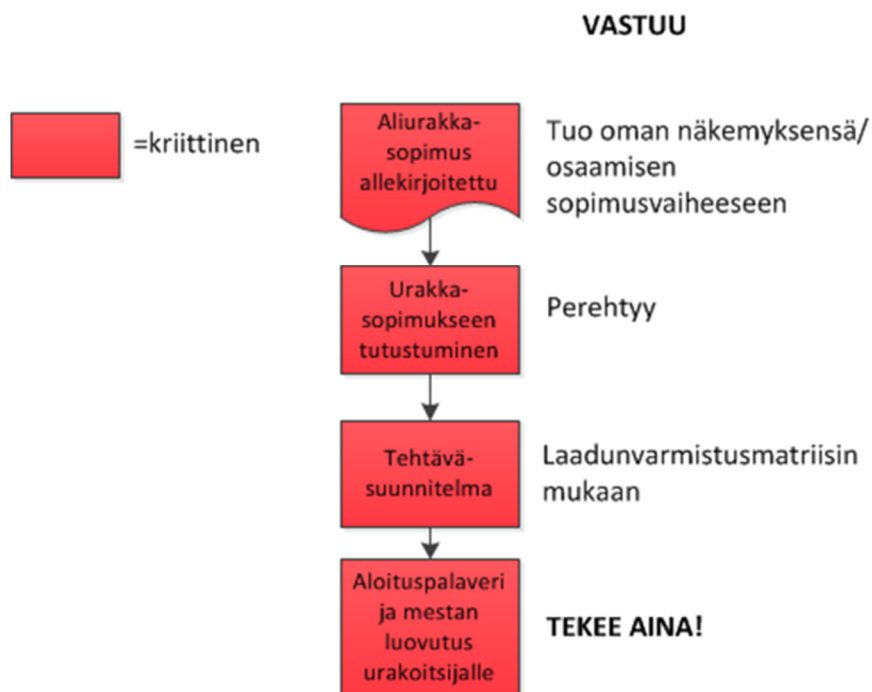 VASTUU
=kriittinen
Aliurakka-
sopimus
allekirjoitettu
Tuo oman näkemyksensä/
osaamisen
sopimusvaiheeseen
Urakka-
sopimukseen
tutustuminen
Perehtyy
Tehtävä-
suunnitelma
Laadunvarmistusmatriisin
mukaan
Aloituspalaveri
ja mestan
luovutus
urakoitsijalle
TEKEE AINA!